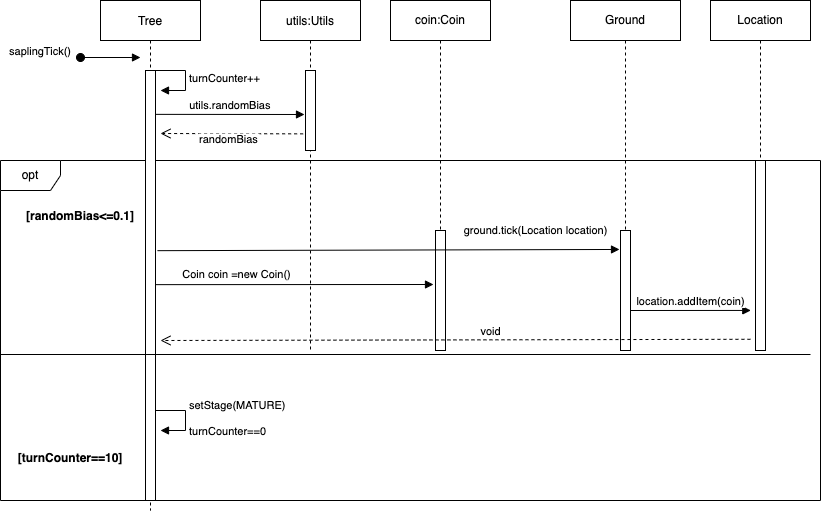 Tree
utils:Utils
coin:Coin
Ground
Location
saplingTick()
turnCounter++
utils.randomBias
randomBias
opt
[randomBias<=0.1]
ground.tick(Location location)
Coin coin =new Coin()
location.addItem(coin)
void
setStage(MATURE)
turnCounter==0
[turnCounter==10]